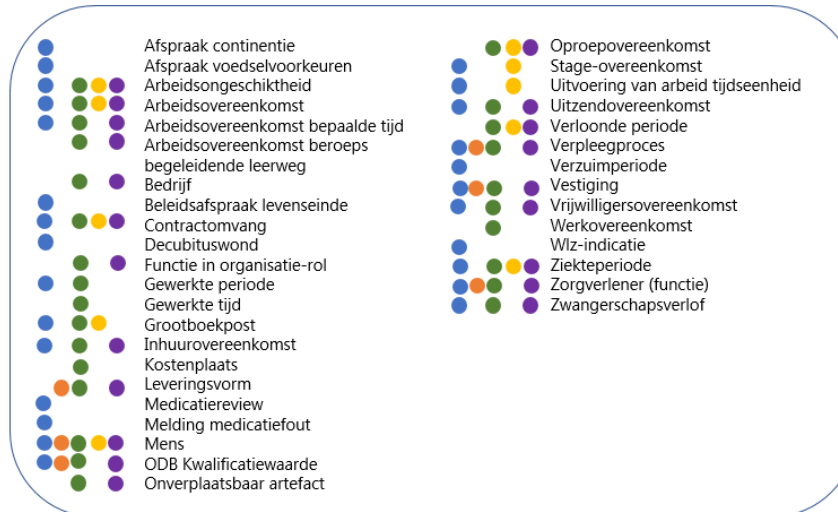 Afspraak continentie
Afspraak voedselvoorkeuren
Arbeidsongeschiktheid
Arbeidsovereenkomst
Arbeidsovereenkomst bepaalde tijd
Arbeidsovereenkomst beroeps
begeleidende leerweg
Bedrijf
Beleidsafspraak levenseinde
Contractomvang
Decubituswond
Functie in organisatie-rol
Gewerkte periode
Gewerkte tijd
Grootboekpost
Inhuurovereenkomst
Kostenplaats
Leveringsvorm
Medicatiereview
Melding medicatiefout
Mens
ODB Kwalificatiewaarde
Onverplaatsbaar artefact
Oproepovereenkomst
Stage-overeenkomst
Uitvoering van arbeid tijdseenheid
Uitzendovereenkomst
Verloonde periode
Verpleegproces
Verzuimperiode
Vestiging
Vrijwilligersovereenkomst
Werkovereenkomst
Wlz-indicatie
Ziekteperiode
Zorgverlener (functie)
Zwangerschapsverlof